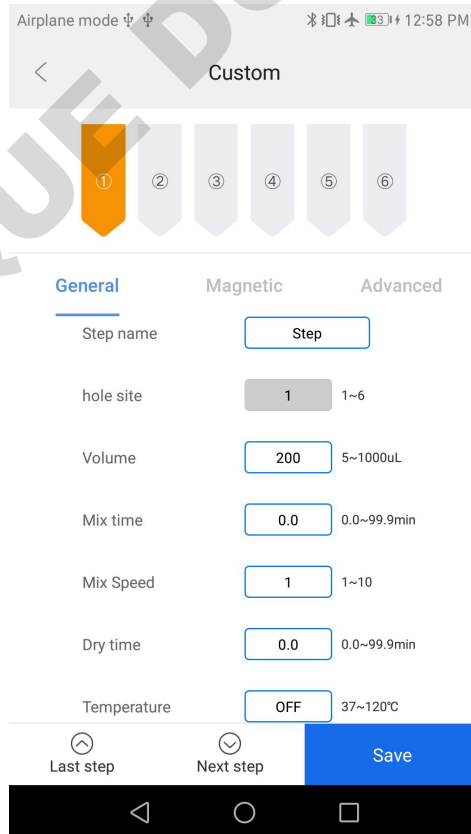 Airplane mode 33 12:58 PM
Custom
① ② ③ ④ ⑤ ⑥
General Magnetic Advanced
Step name Step
hole site 1 1~6
Volume 200 5~1000uL
Mix time 0.0 0.0~99.9min
Mix Speed 1 1~10
Dry time 0.0 0.0~99.9min
Temperature OFF 37~120℃
Last step Next step Save